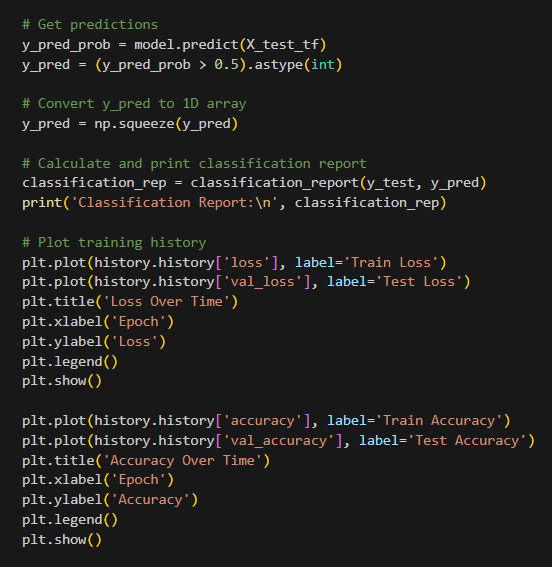 # Get predictions
y_pred_prob = model.predict(X_test_tf)
y_pred = (y_pred_prob > 0.5).astype(int)
# Convert y_pred to 1D array
y_pred = np.squeeze(y_pred)
# Calculate and print classification report
classification_rep = classification_report(y_test, y_pred)
print('Classification Report:\n', classification_rep)
# Plot training history
plt.plot(history.history['loss'], label='Train Loss')
plt.plot(history.history['val_loss'], label='Test Loss')
plt.title('Loss Over Time')
plt.xlabel('Epoch')
plt.ylabel('Loss')
plt.legend()
plt.show()
plt.plot(history.history['accuracy'], label='Train Accuracy')
plt.plot(history.history['val_accuracy'], label='Test Accuracy')
plt.title('Accuracy Over Time')
plt.xlabel('Epoch')
plt.ylabel('Accuracy')
plt.legend()
plt.show()